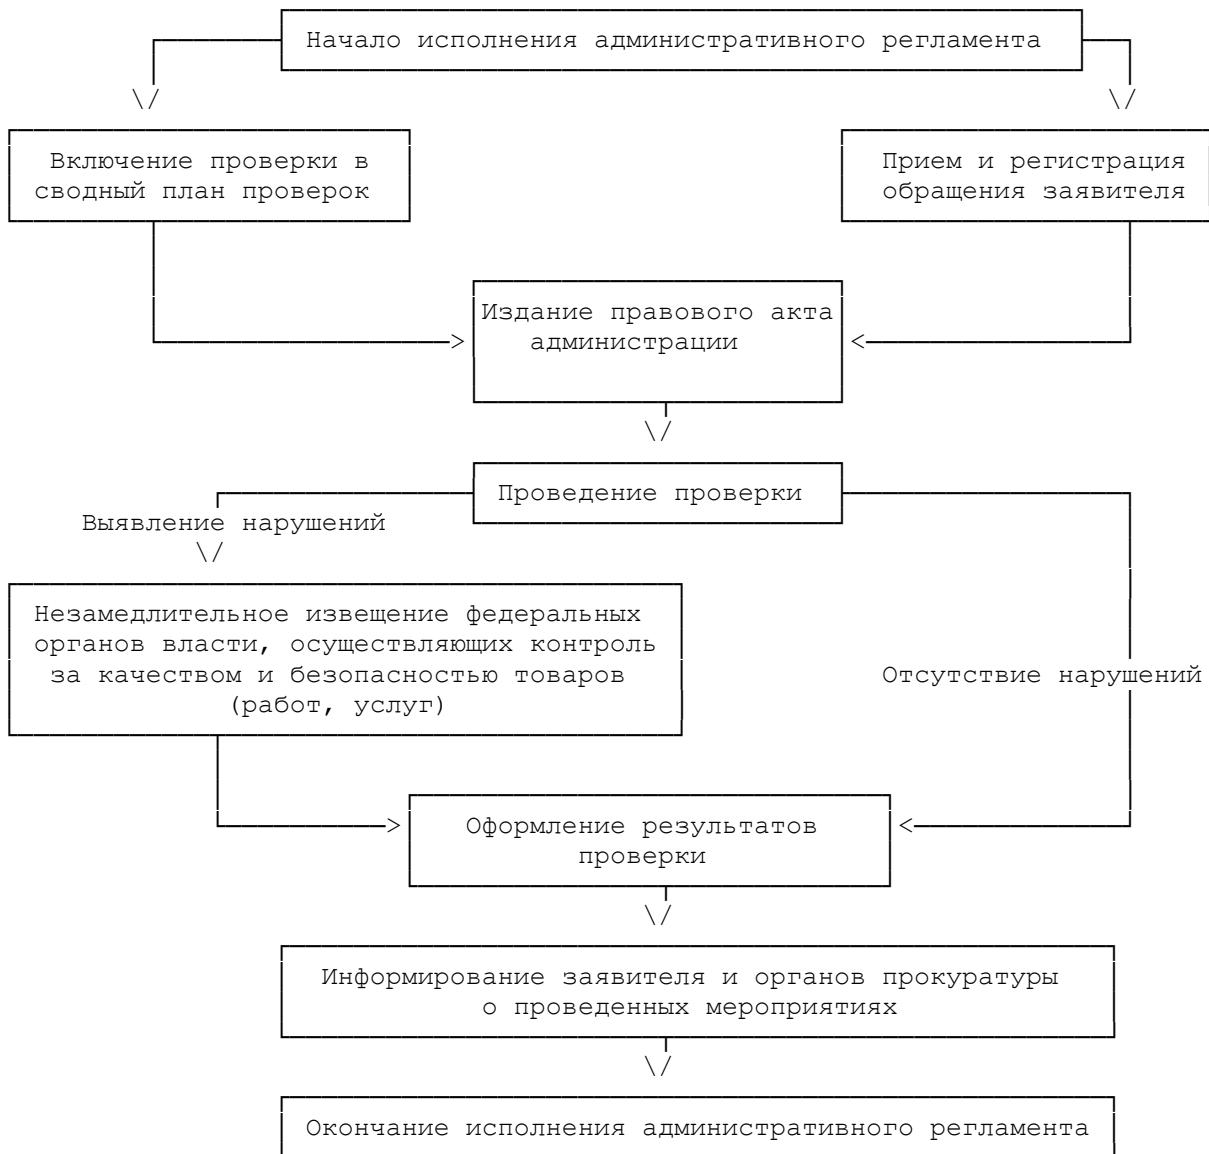 Начало исполнения административного регламента
Включение проверки в
сводный план проверок
Прием и регистрация
обращения заявителя
Издание правового акта
администрации
Проведение проверки
Выявление нарушений
Незамедлительное извещение федеральных
органов власти, осуществляющих контроль
за качеством и безопасностью товаров
(работ, услуг)
Отсутствие нарушений
Оформление результатов
проверки
Информирование заявителя и органов прокуратуры
о проведенных мероприятиях
Окончание исполнения административного регламента